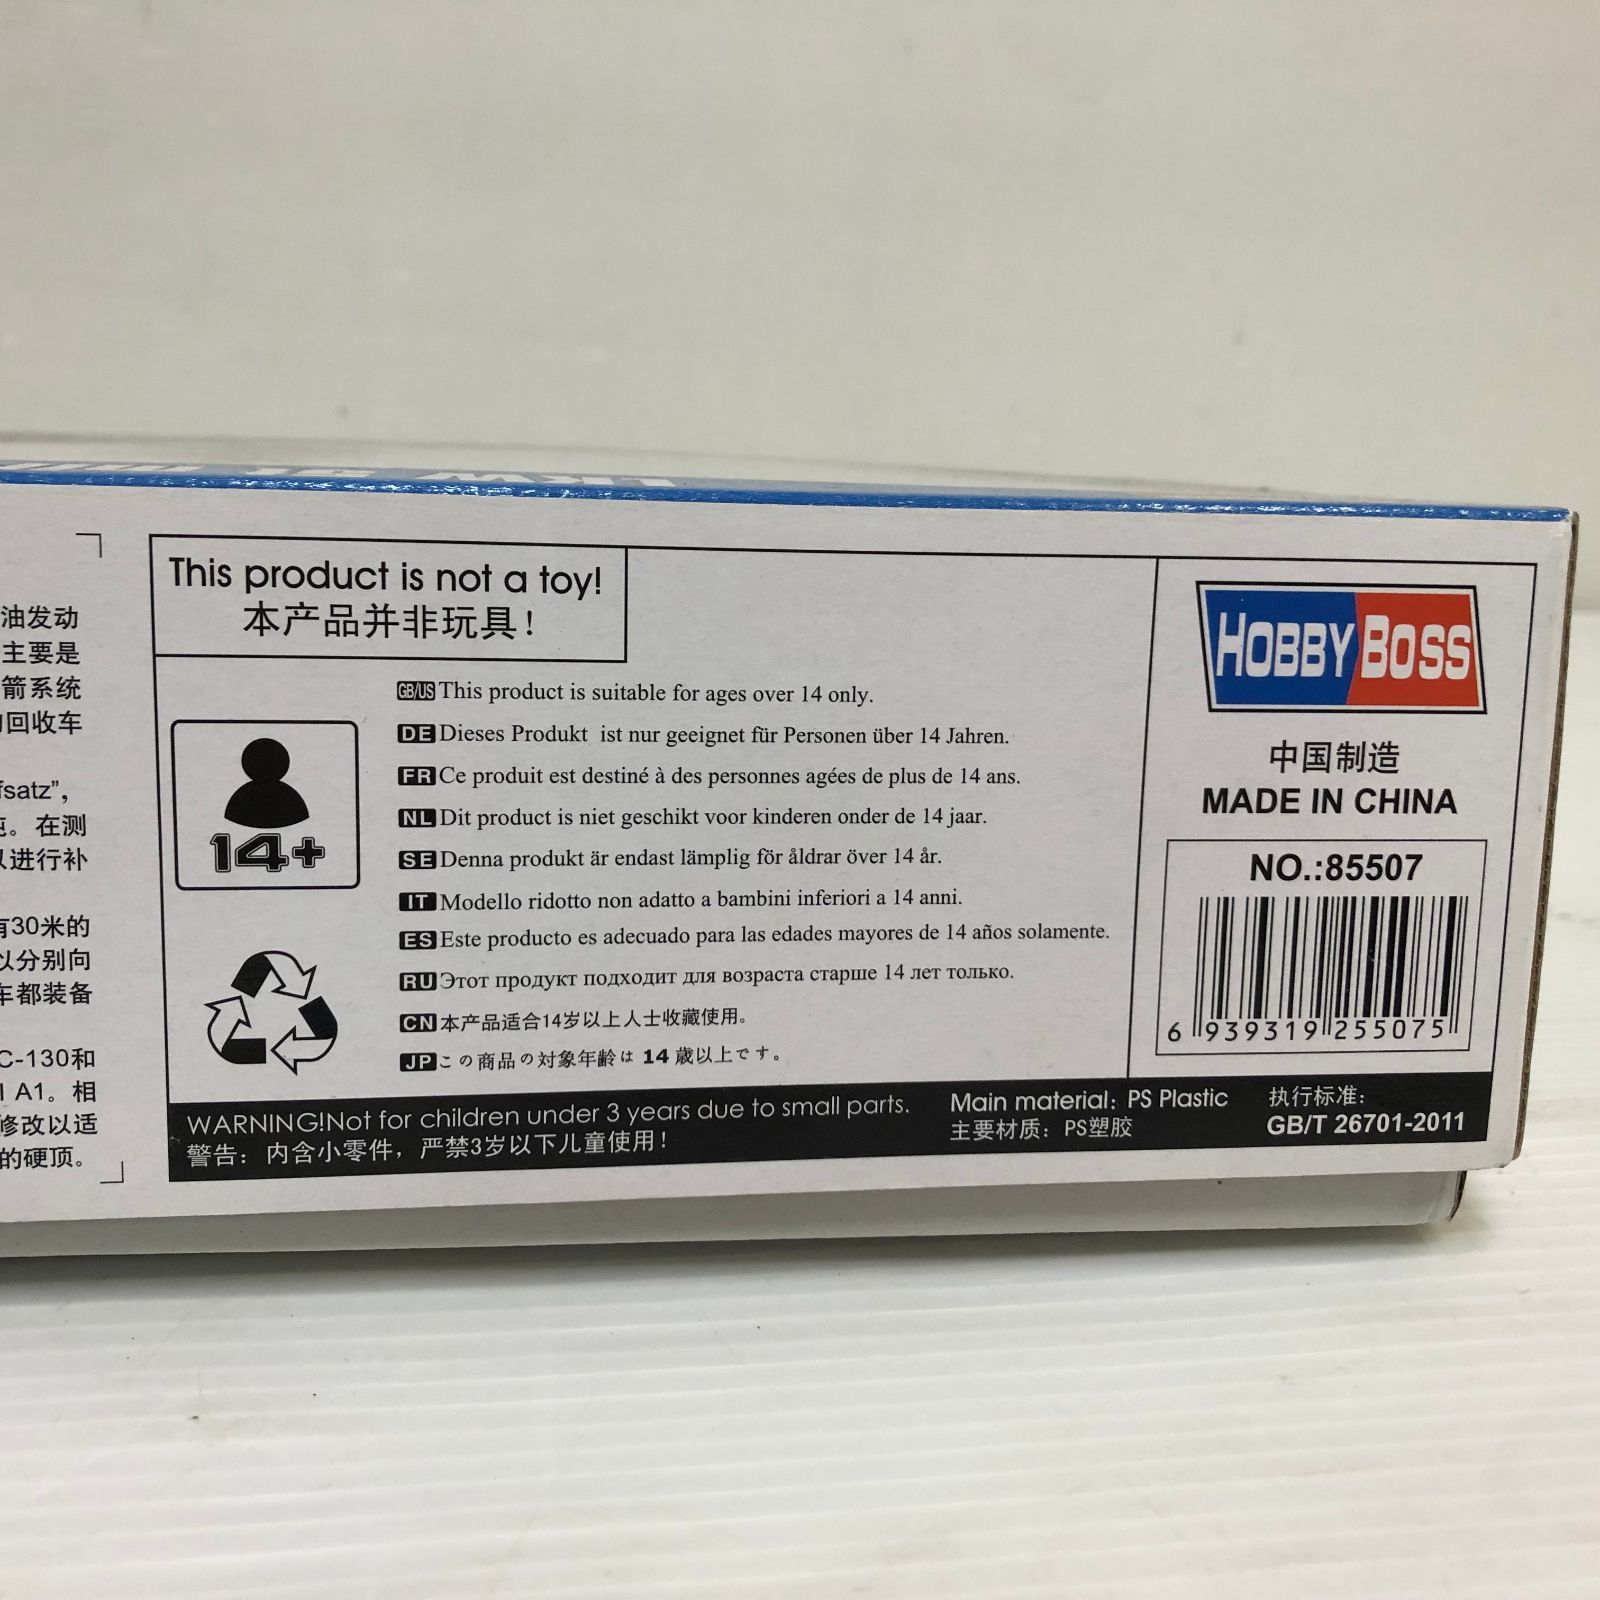 油发动
主要是
箭系统
回收车
fsatz”,
。在测
以进行补
有30米的
以分别向
车都装备
C-130和
A1。相
修改以适
的硬顶。
This product is not a toy!
本产品并非玩具!
14+
GB/US This product is suitable for ages over 14 only.
DE Dieses Produkt ist nur geeignet für Personen über 14 Jahren.
FR Ce produit est destiné à des personnes agées de plus de 14 ans.
NL Dit product is niet geschikt voor kinderen onder de 14 jaar.
SE Denna produkt är endast lämplig för åldrar över 14 år.
IT Modello ridotto non adatto a bambini inferiori a 14 anni.
ES Este producto es adecuado para las edades mayores de 14 años solamente.
RU Этот продукт подходит для возраста старше 14 лет только.
CN 本产品适合14岁以上人士收藏使用。
JP この商品の対象年齢は 14 歳以上です。
HOBBY BOSS
中国制造
MADE IN CHINA
NO.:85507
6 939319 255075
WARNING!Not for children under 3 years due to small parts.
警告：内含小零件，严禁3岁以下儿童使用！
Main material: PS Plastic
主要材质：PS塑胶
执行标准：
GB/T 26701-2011